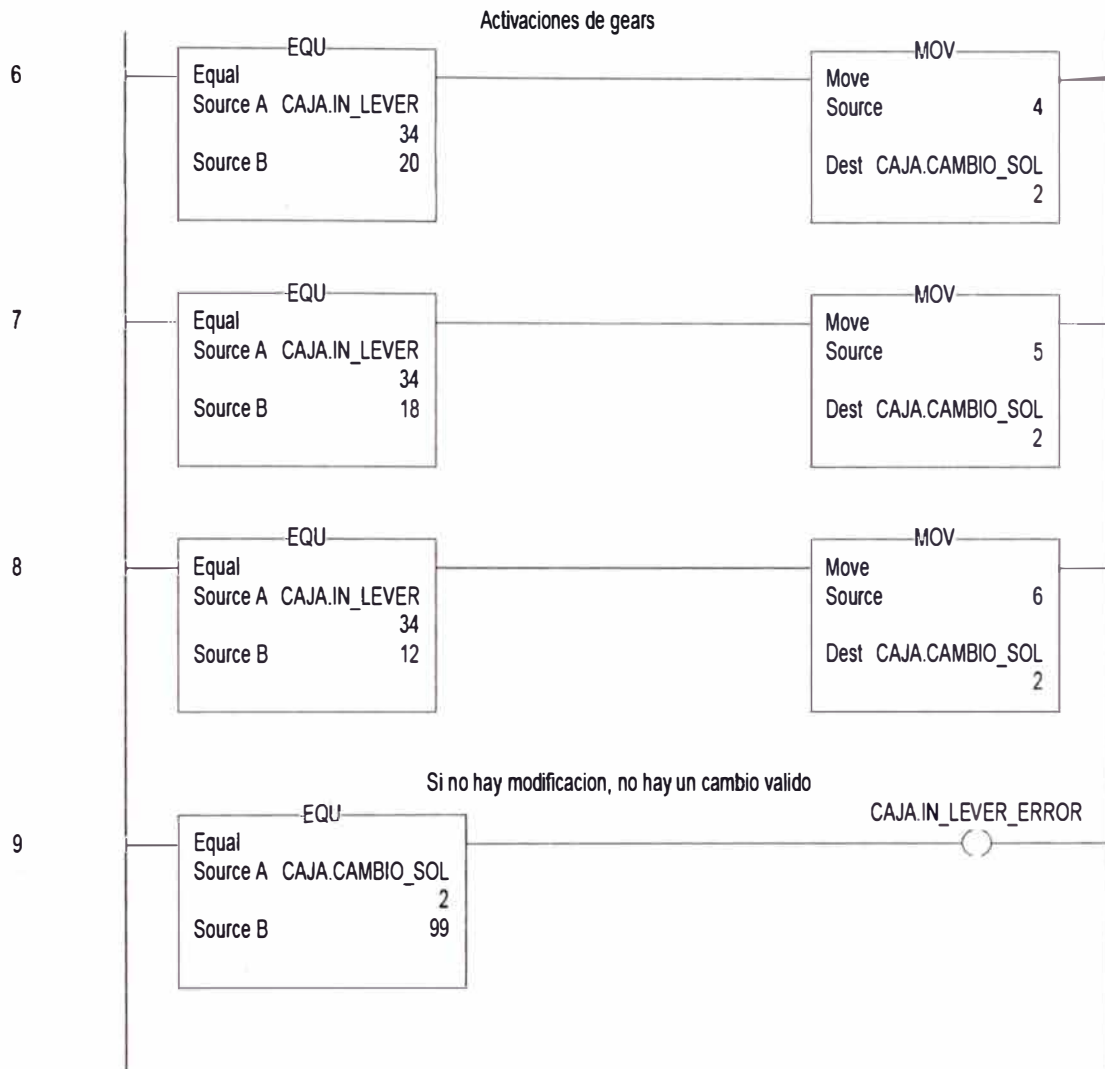 Activaciones de gears
6
EQU
Equal
Source A CAJA.IN_LEVER
34
Source B 20
MOV
Move
Source 4
Dest CAJA.CAMBIO_SOL
2
7
EQU
Equal
Source A CAJA.IN_LEVER
34
Source B 18
MOV
Move
Source 5
Dest CAJA.CAMBIO_SOL
2
8
EQU
Equal
Source A CAJA.IN_LEVER
34
Source B 12
MOV
Move
Source 6
Dest CAJA.CAMBIO_SOL
2
Si no hay modificacion, no hay un cambio valido
9
EQU
Equal
Source A CAJA.CAMBIO_SOL
2
Source B 99
CAJA.IN_LEVER_ERROR